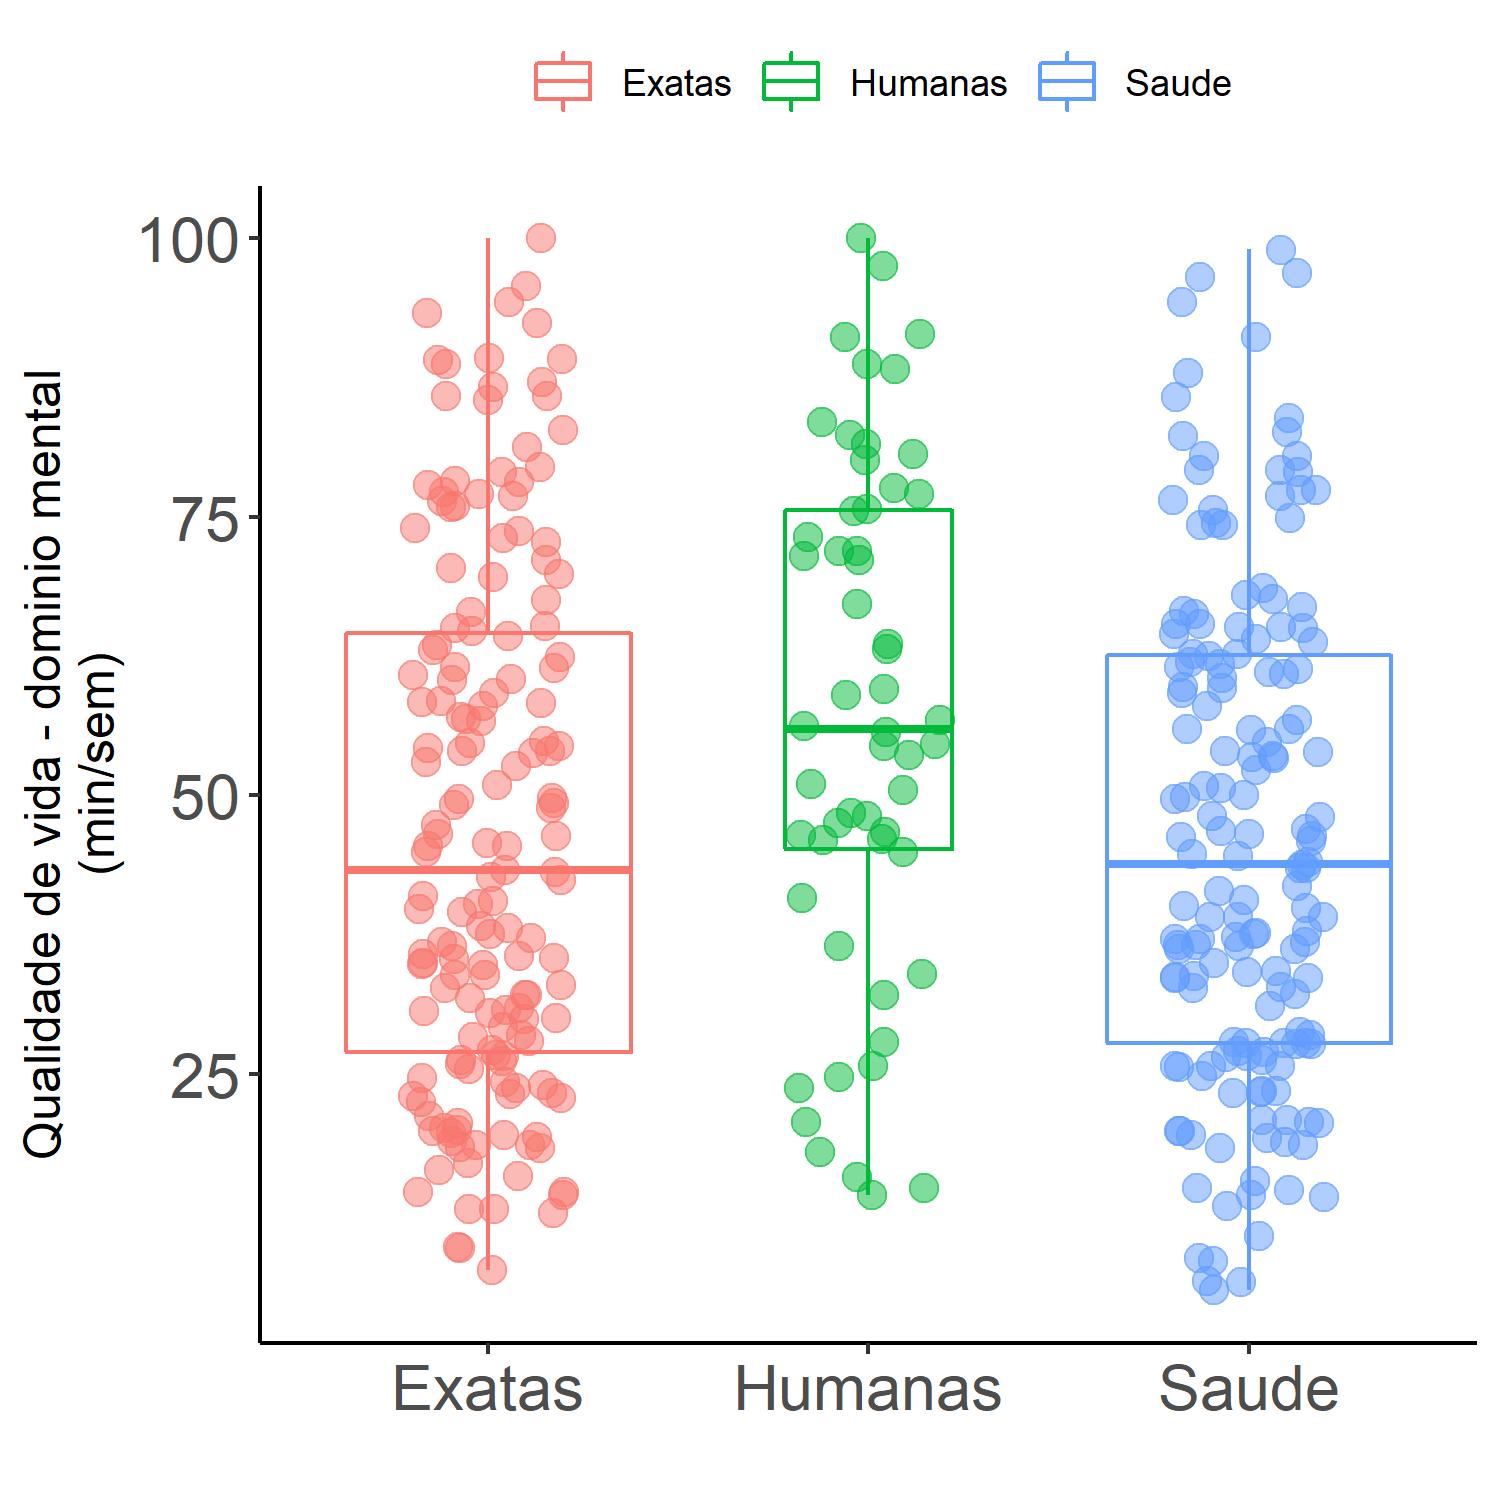 Exatas Humanas Saude
Qualidade de vida - dominio mental
(min/sem)
100
75
50
25
Exatas Humanas Saude